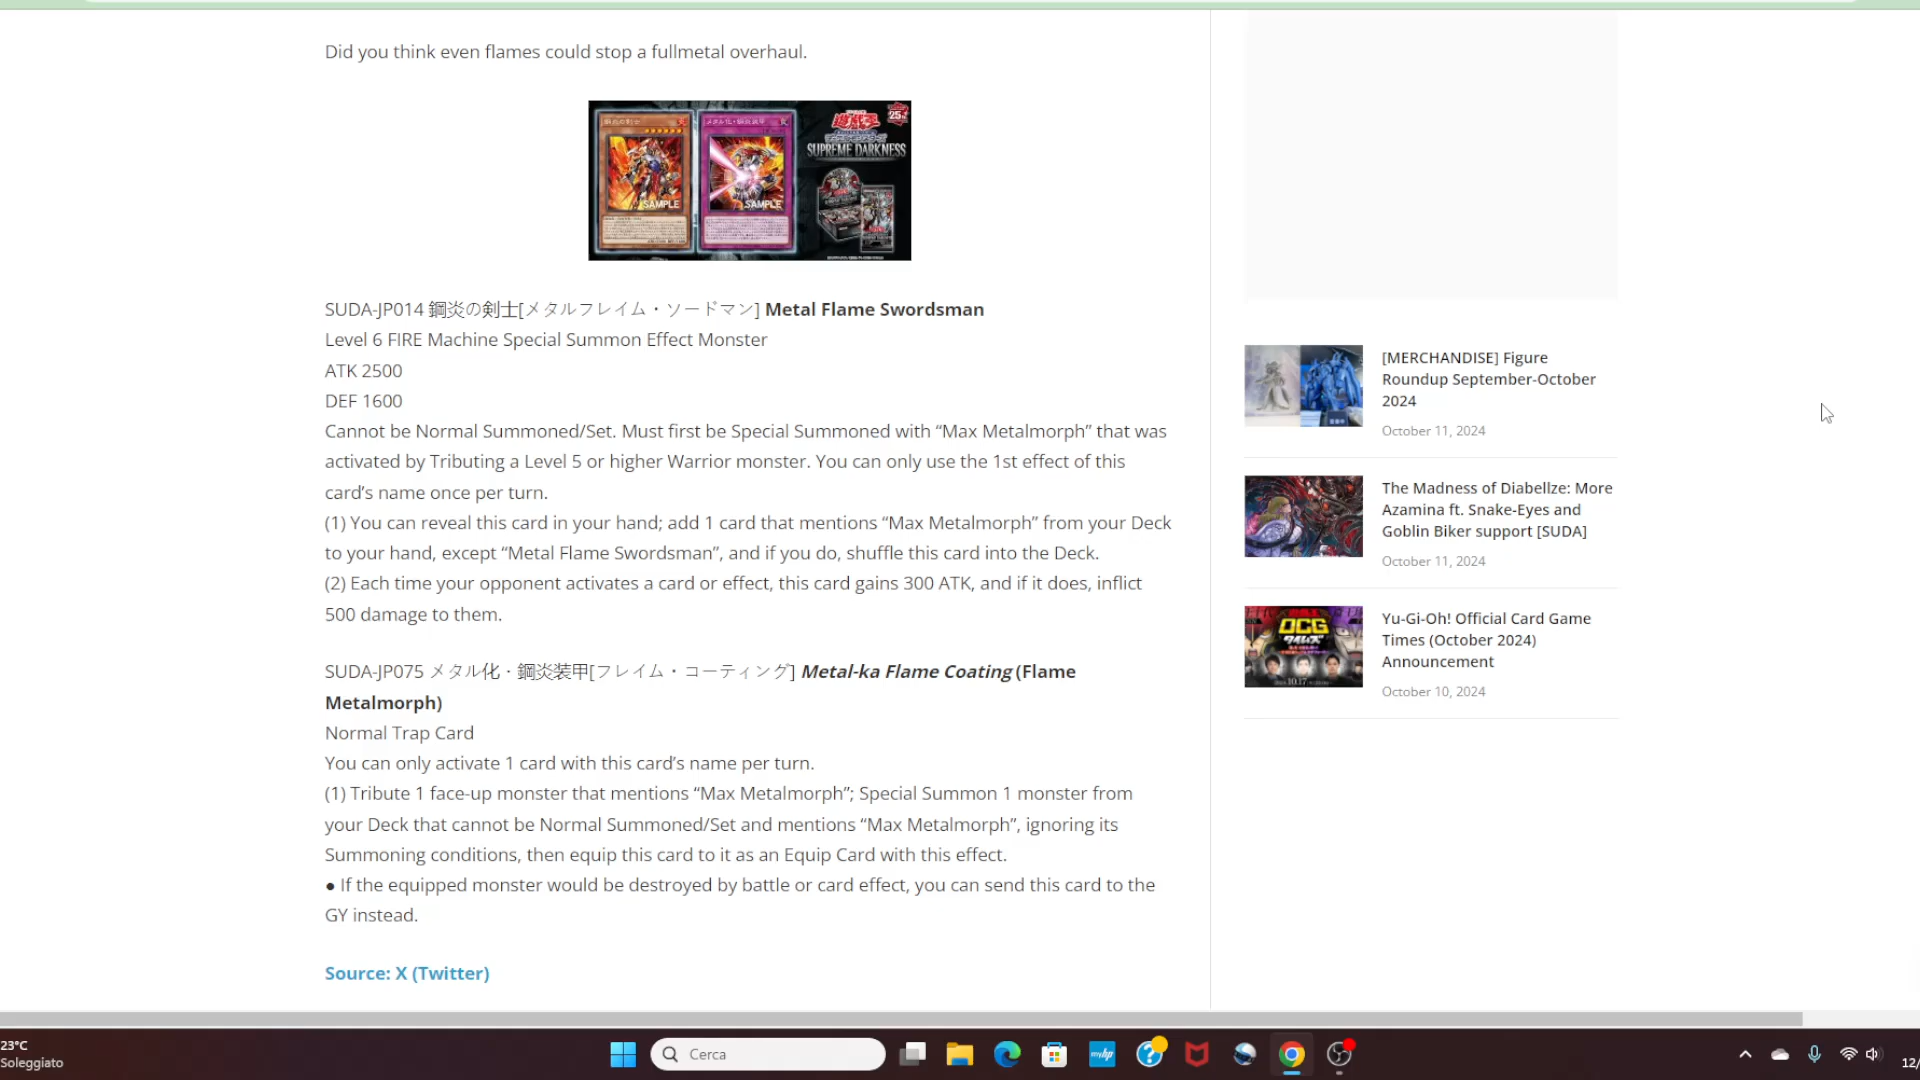 Did you think even flames could stop a fullmetal overhaul.
SUPREME DARKNESS
SAMPLE
SAMPLE
SUDA-JP014 鋼炎の剣士[メタルフレイム・ソードマン] Metal Flame Swordsman
Level 6 FIRE Machine Special Summon Effect Monster
ATK 2500
DEF 1600
Cannot be Normal Summoned/Set. Must first be Special Summoned with “Max Metalmorph” that was
activated by Tributing a Level 5 or higher Warrior monster. You can only use the 1st effect of this
card’s name once per turn.
(1) You can reveal this card in your hand; add 1 card that mentions “Max Metalmorph” from your Deck
to your hand, except “Metal Flame Swordsman”, and if you do, shuffle this card into the Deck.
(2) Each time your opponent activates a card or effect, this card gains 300 ATK, and if it does, inflict
500 damage to them.
SUDA-JP075 メタル化・鋼炎装甲[フレイム・コーティング] Metal-ka Flame Coating (Flame
Metalmorph)
Normal Trap Card
You can only activate 1 card with this card’s name per turn.
(1) Tribute 1 face-up monster that mentions “Max Metalmorph”; Special Summon 1 monster from
your Deck that cannot be Normal Summoned/Set and mentions “Max Metalmorph”, ignoring its
Summoning conditions, then equip this card to it as an Equip Card with this effect.
● If the equipped monster would be destroyed by battle or card effect, you can send this card to the
GY instead.
Source: X (Twitter)
[MERCHANDISE] Figure
Roundup September-October
2024
October 11, 2024
The Madness of Diabellze: More
Azamina ft. Snake-Eyes and
Goblin Biker support [SUDA]
October 11, 2024
OCG
Yu-Gi-Oh! Official Card Game
Times (October 2024)
Announcement
October 10, 2024
23°C
Soleggiato
Cerca
myhp
12/